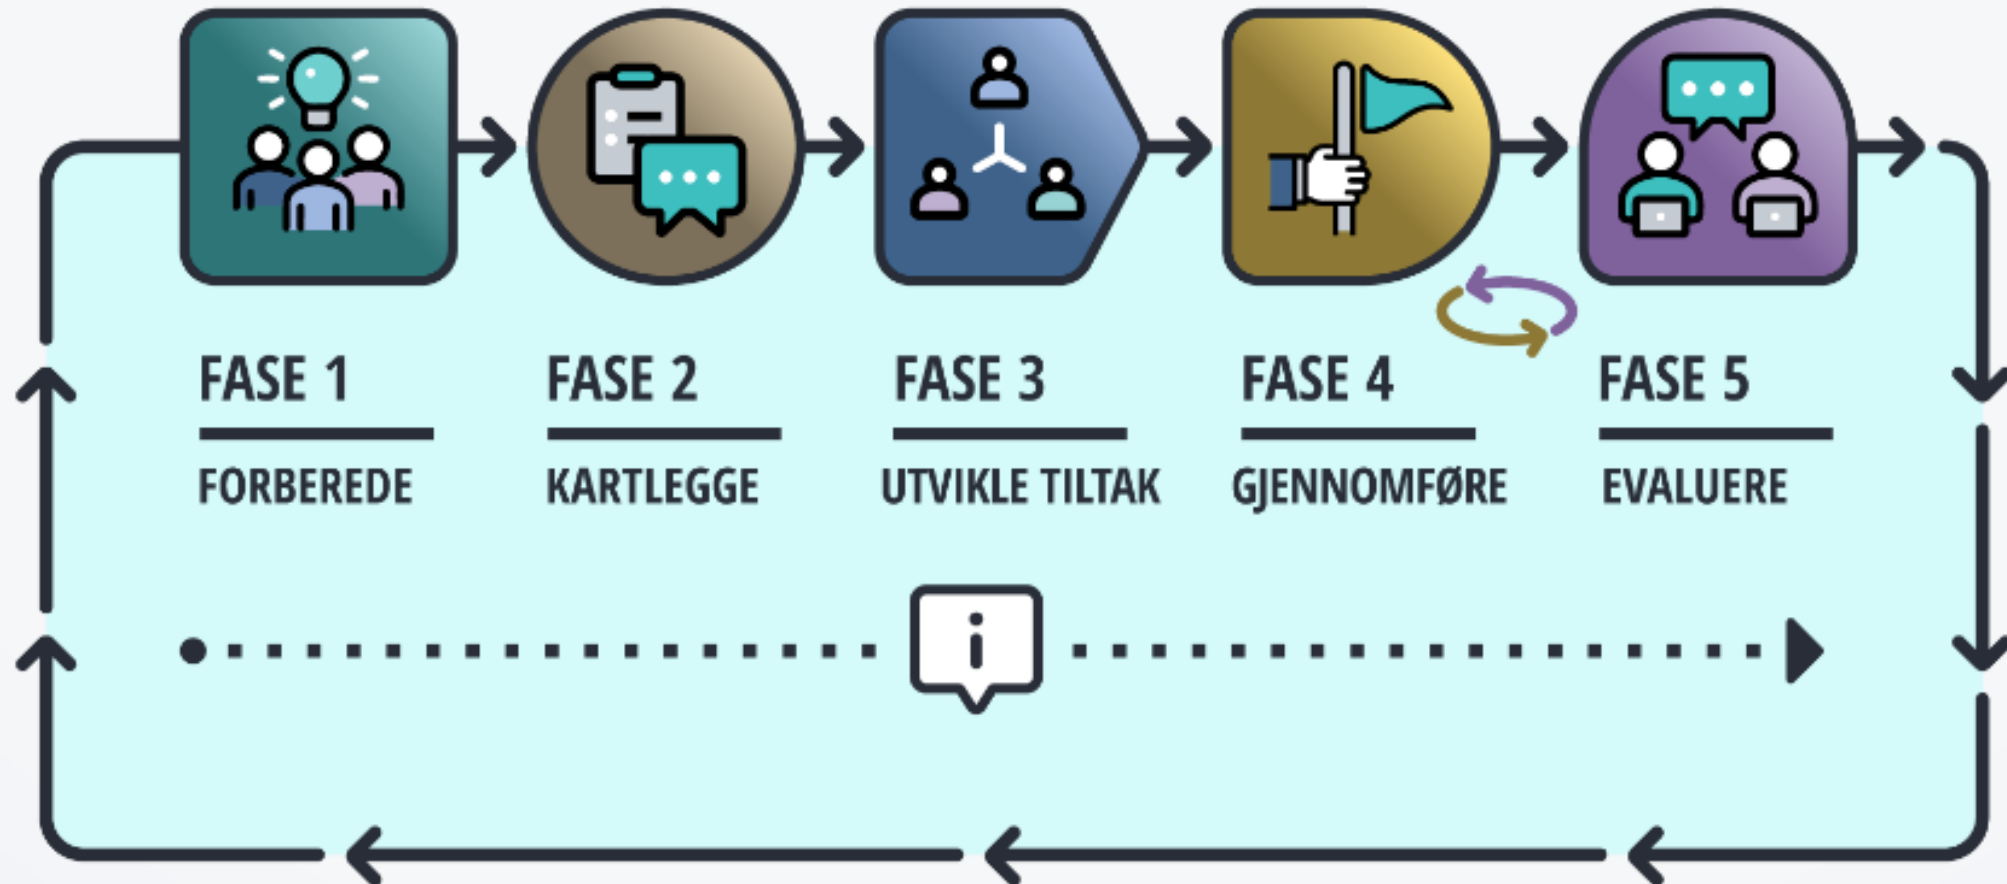 FASE 1
FORBEREDE
FASE 2
KARTLEGGE
FASE 3
UTVIKLE TILTAK
FASE 4
GJENNOMFØRE
FASE 5
EVALUERE
i